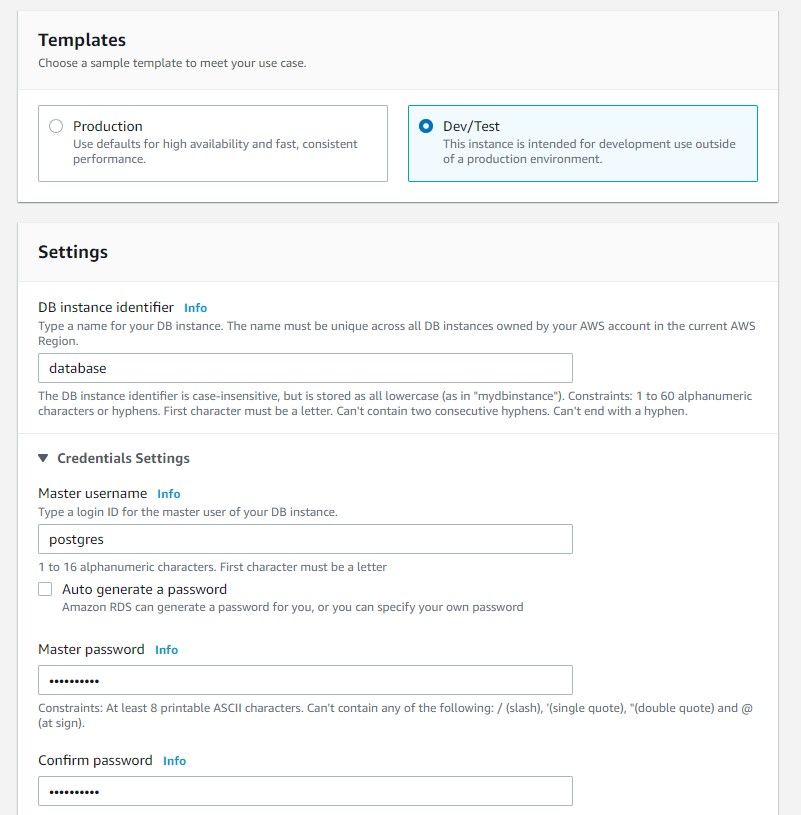 Templates
Choose a sample template to meet your use case.
Production
Use defaults for high availability and fast, consistent
performance.
Dev/Test
This instance is intended for development use outside
of a production environment.
Settings
DB instance identifier Info
Type a name for your DB instance. The name must be unique across all DB instances owned by your AWS account in the current AWS
Region.
database
The DB instance identifier is case-insensitive, but is stored as all lowercase (as in "mydbinstance"). Constraints: 1 to 60 alphanumeric
characters or hyphens. First character must be a letter. Can't contain two consecutive hyphens. Can't end with a hyphen.
Credentials Settings
Master username Info
Type a login ID for the master user of your DB instance.
postgres
1 to 16 alphanumeric characters. First character must be a letter
Auto generate a password
Amazon RDS can generate a password for you, or you can specify your own password
Master password Info
••••••••••
Constraints: At least 8 printable ASCII characters. Can't contain any of the following: / (slash), '(single quote), "(double quote) and @
(at sign).
Confirm password Info
••••••••••